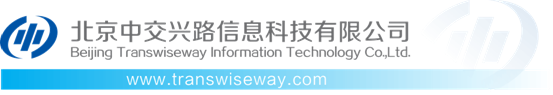 北京中交兴路信息科技有限公司
Beijing Transwiseway Information Technology Co.,Ltd.
www.transwiseway.com